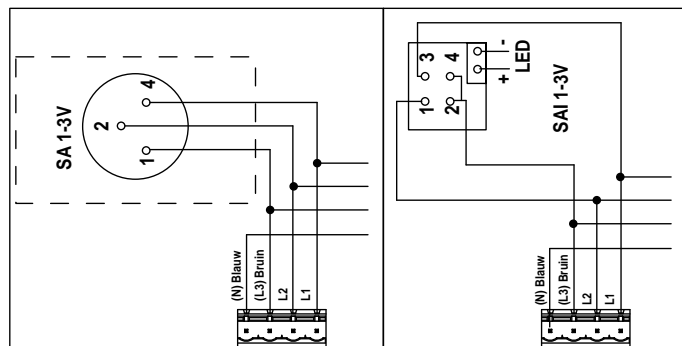 SA 1-3V
4
2
1
(N) Blauw
(L3) Bruin
L2
L1
3
4
1
2
-
+
LED
SAI 1-3V
(N) Blauw
(L3) Bruin
L2
L1